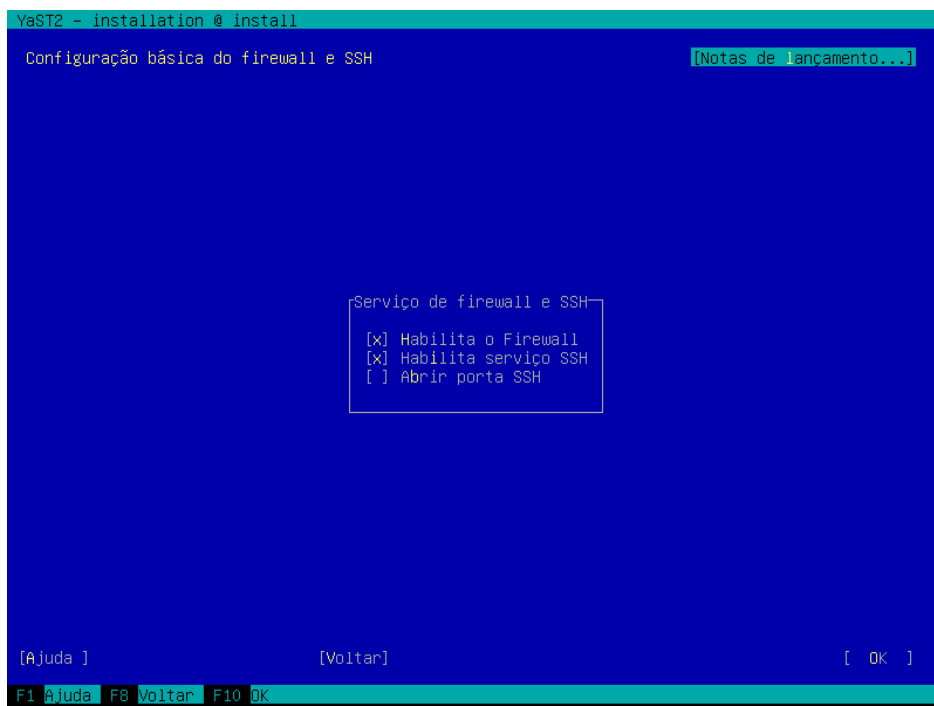 YaST2 - installation @ install
Configuração básica do firewall e SSH [Notas de lançamento...]
Serviço de firewall e SSH
[x] Habilita o Firewall
[x] Habilita serviço SSH
[ ] Abrir porta SSH
[Ajuda ] [Voltar] [ OK ]
F1 Ajuda F8 Voltar F10 OK